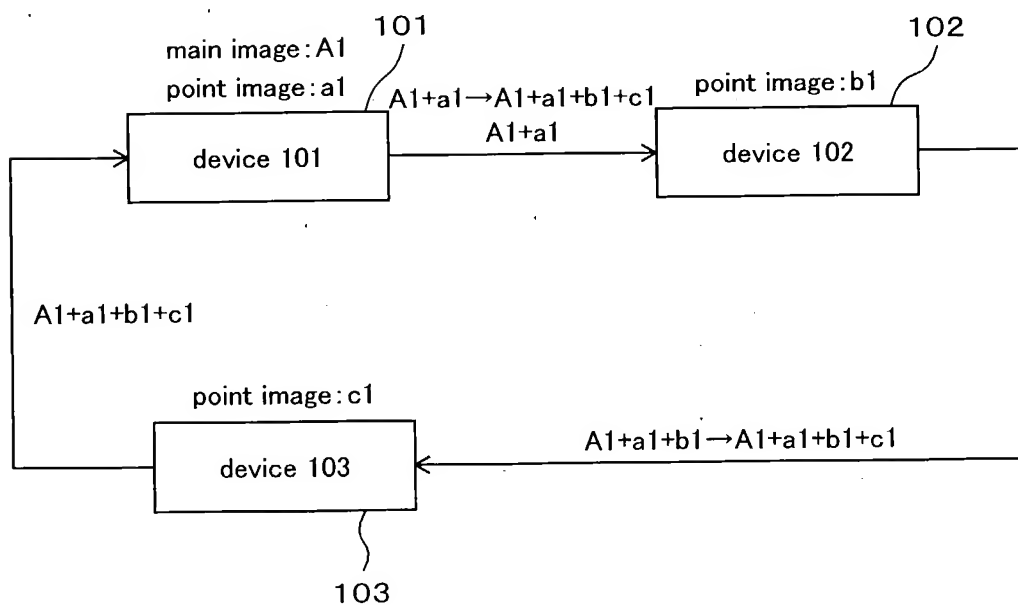 101
102
main image:A1
point image:a1
point image:b1
A1+a1→A1+a1+b1+c1
A1+a1
device 101
device 102
A1+a1+b1+c1
point image:c1
A1+a1+b1→A1+a1+b1+c1
device 103
103